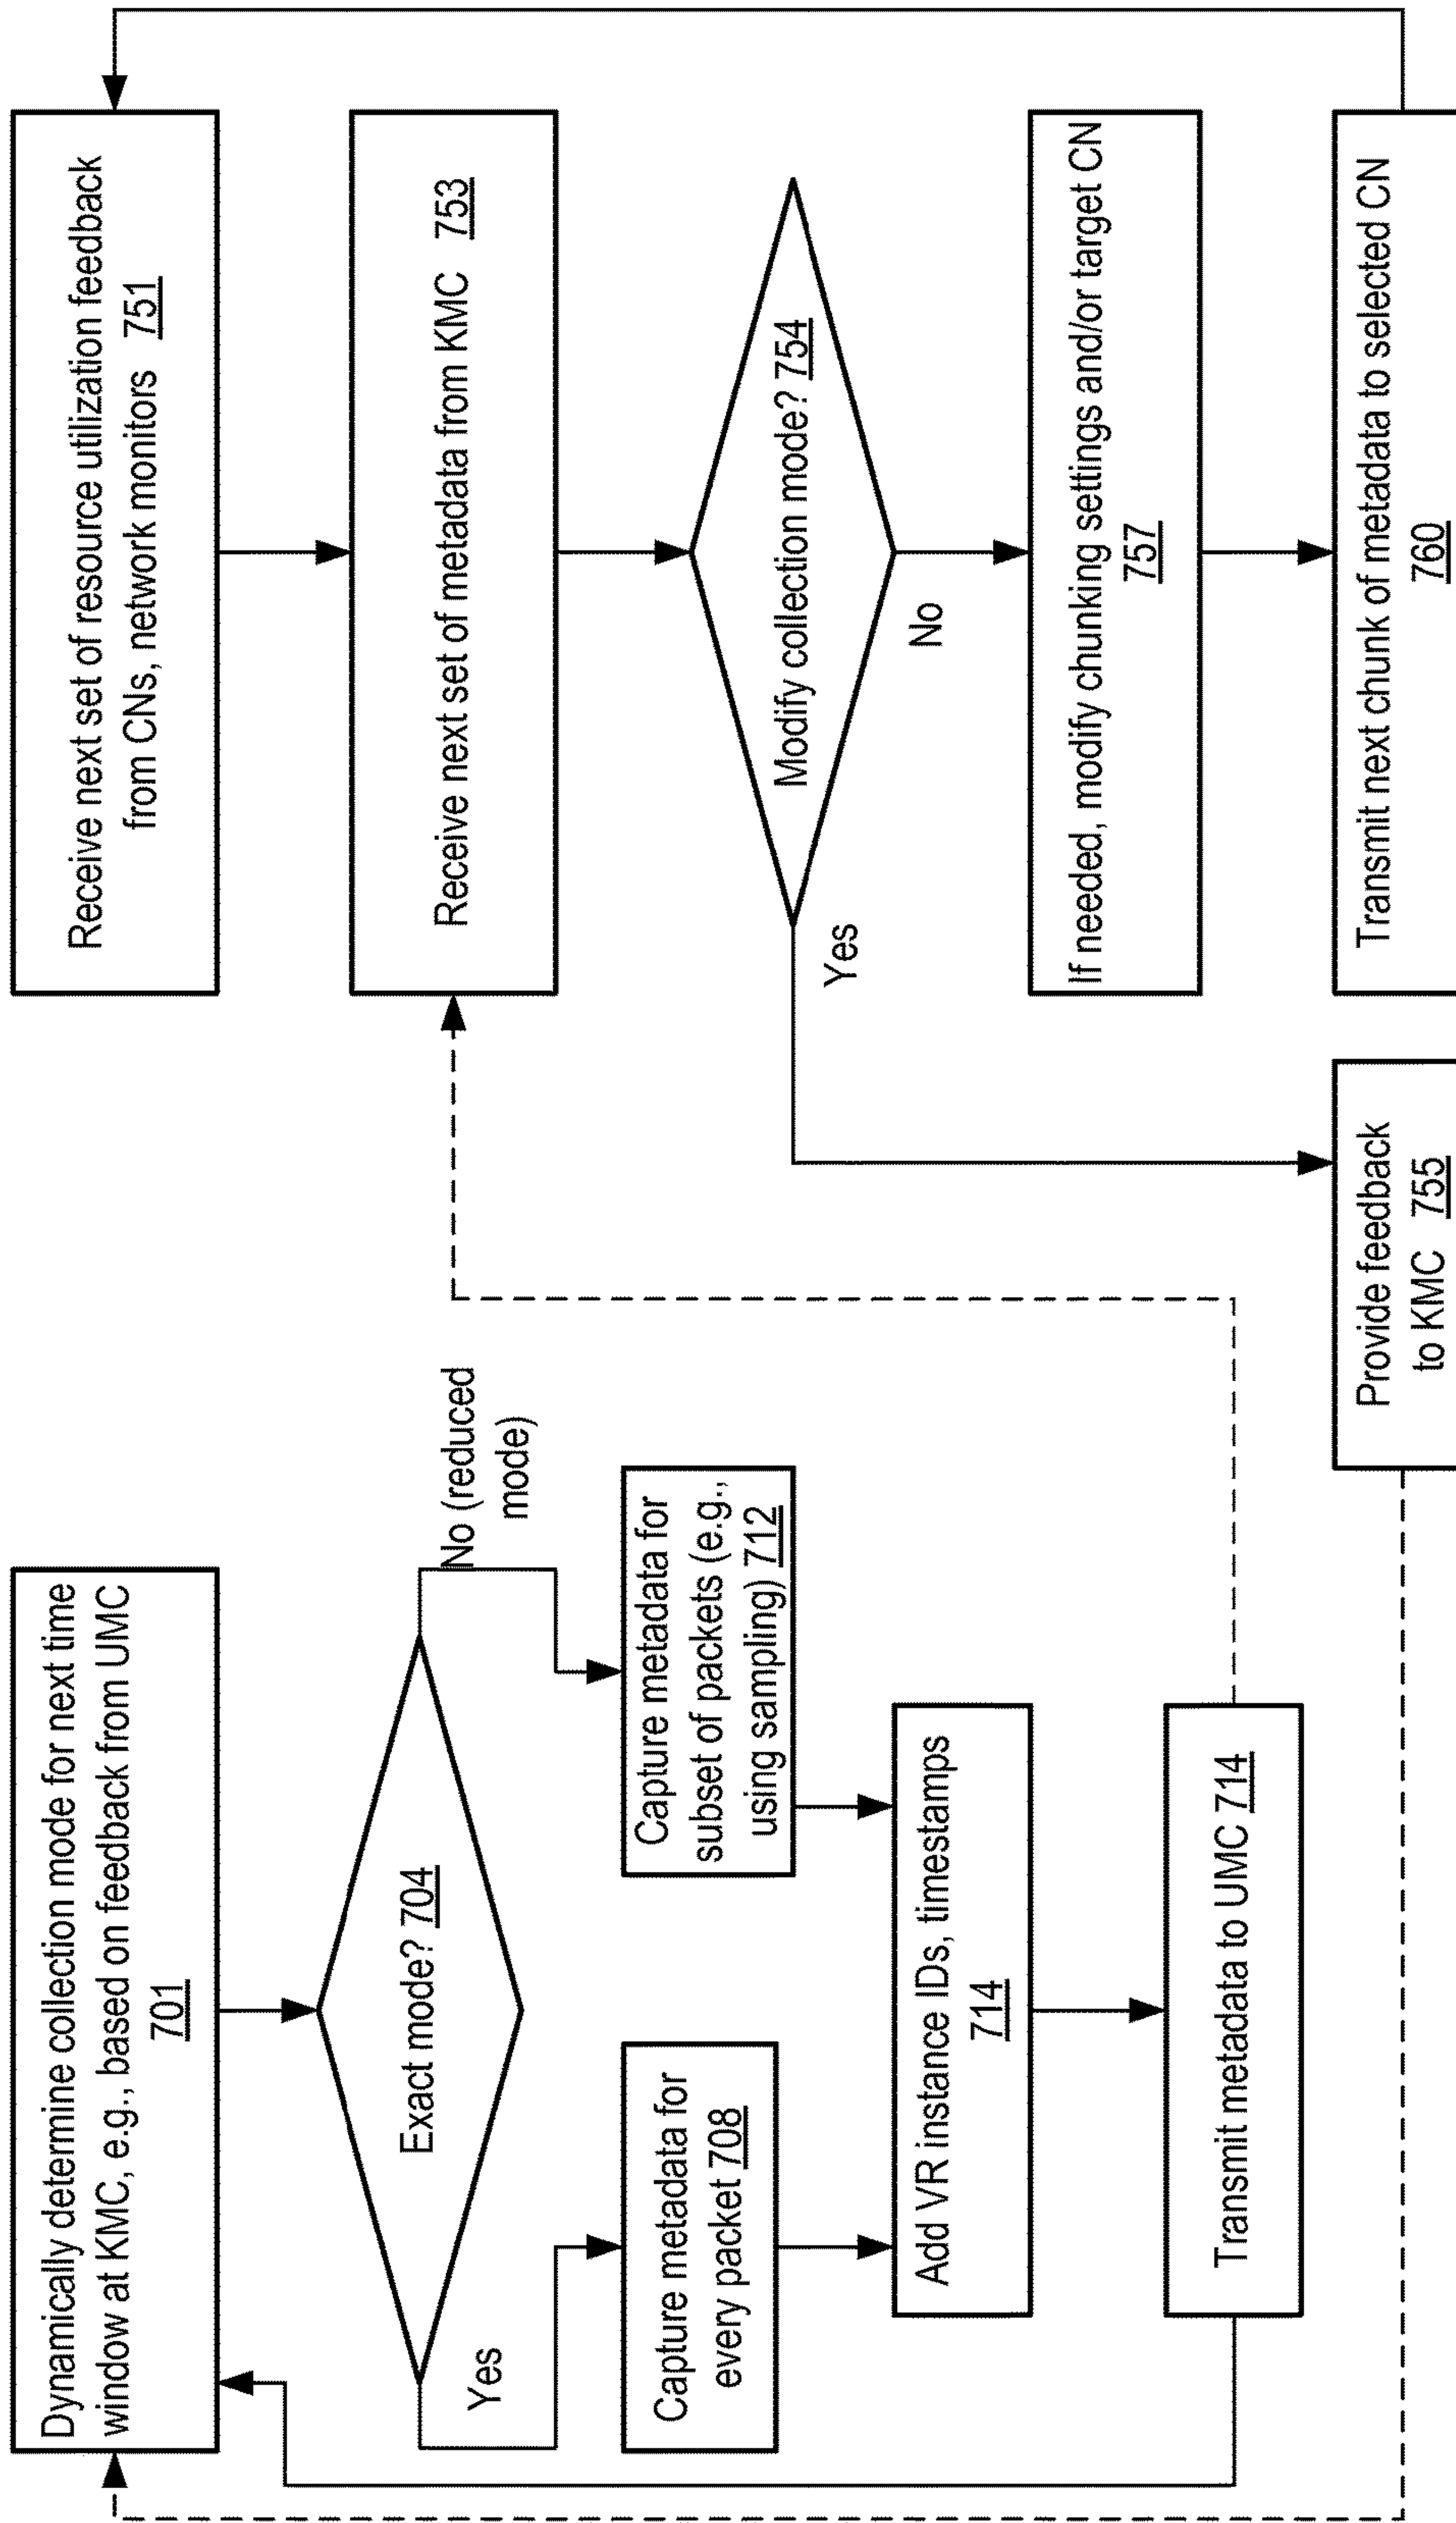 Dynamically determine collection mode for next time
window at KMC, e.g., based on feedback from UMC
701
Exact mode? 704
Yes
No (reduced
mode)
Capture metadata for
every packet 708
Capture metadata for
subset of packets (e.g.,
using sampling) 712
Add VR instance IDs, timestamps
714
Transmit metadata to UMC 714
Receive next set of resource utilization feedback
from CNs, network monitors 751
Receive next set of metadata from KMC 753
Modify collection mode? 754
Yes
No
If needed, modify chunking settings and/or target CN
757
Provide feedback
to KMC 755
Transmit next chunk of metadata to selected CN
760